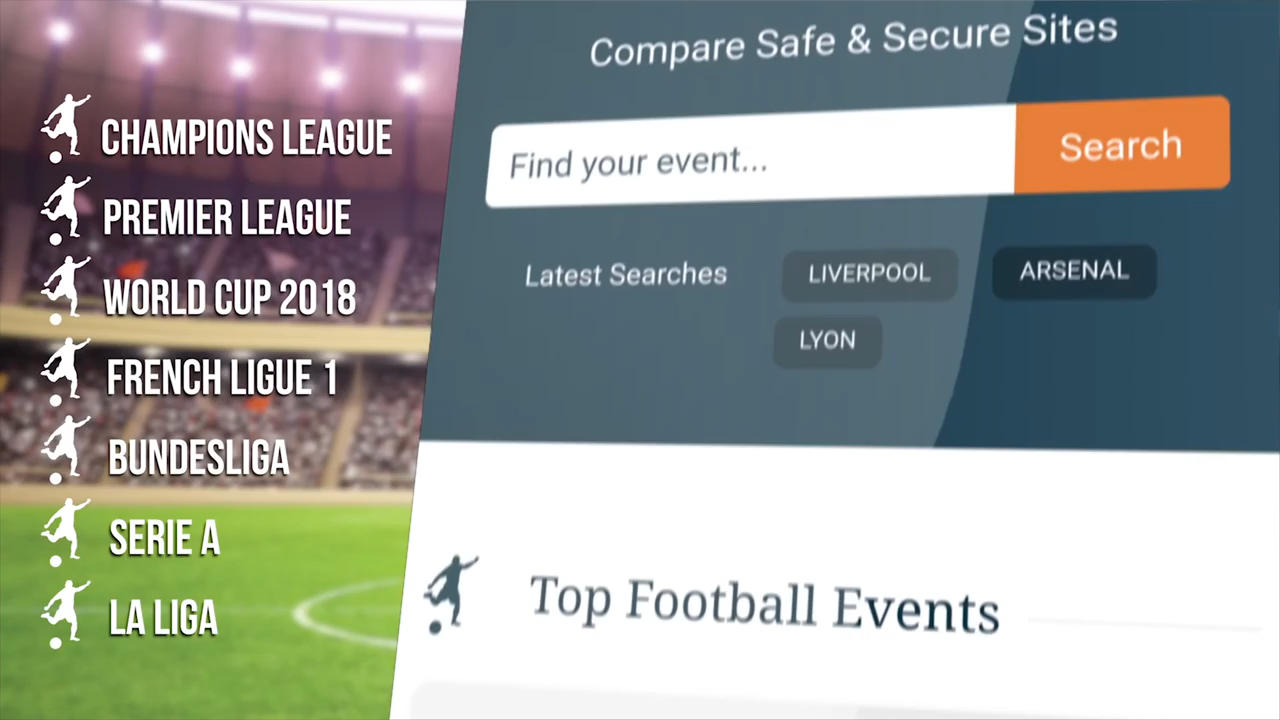 CHAMPIONS LEAGUE
PREMIER LEAGUE
WORLD CUP 2018
FRENCH LIGUE 1
BUNDESLIGA
SERIE A
LA LIGA
Compare Safe & Secure Sites
Find your event...
Search
Latest Searches
LIVERPOOL
ARSENAL
LYON
Top Football Events